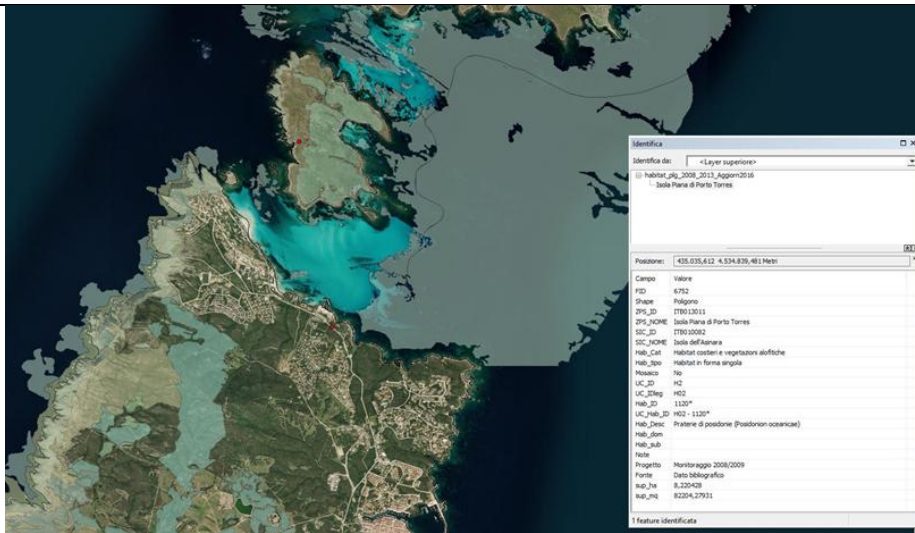 Identifica
Identifica da: <Layer superiore>
habitat_plg_2008_2013_Aggiorn2016
Isola Piana di Porto Torres
Posizione: 435.035,612 4.534.839,481 Metri
Campo Valore
FID 6752
Shape Poligono
ZPS_ID ITB013011
ZPS_NOME Isola Piana di Porto Torres
SIC_ID ITB010082
SIC_NOME Isola dell'Asinara
Hab_Cat Habitat costieri e vegetazioni alofitiche
Hab_tipo Habitat in forma singola
Mosaico No
UC_ID H2
UC_IDleg H02
Hab_ID 1120*
UC_Hab_ID H02 - 1120*
Hab_Desc Praterie di posidonie (Posidonion oceanicae)
Hab_dom
Hab_sub
Note
Progetto Monitoraggio 2008/2009
Fonte Dato bibliografico
sup_ha 8,220428
sup_mq 82204,27931
1 feature identificata